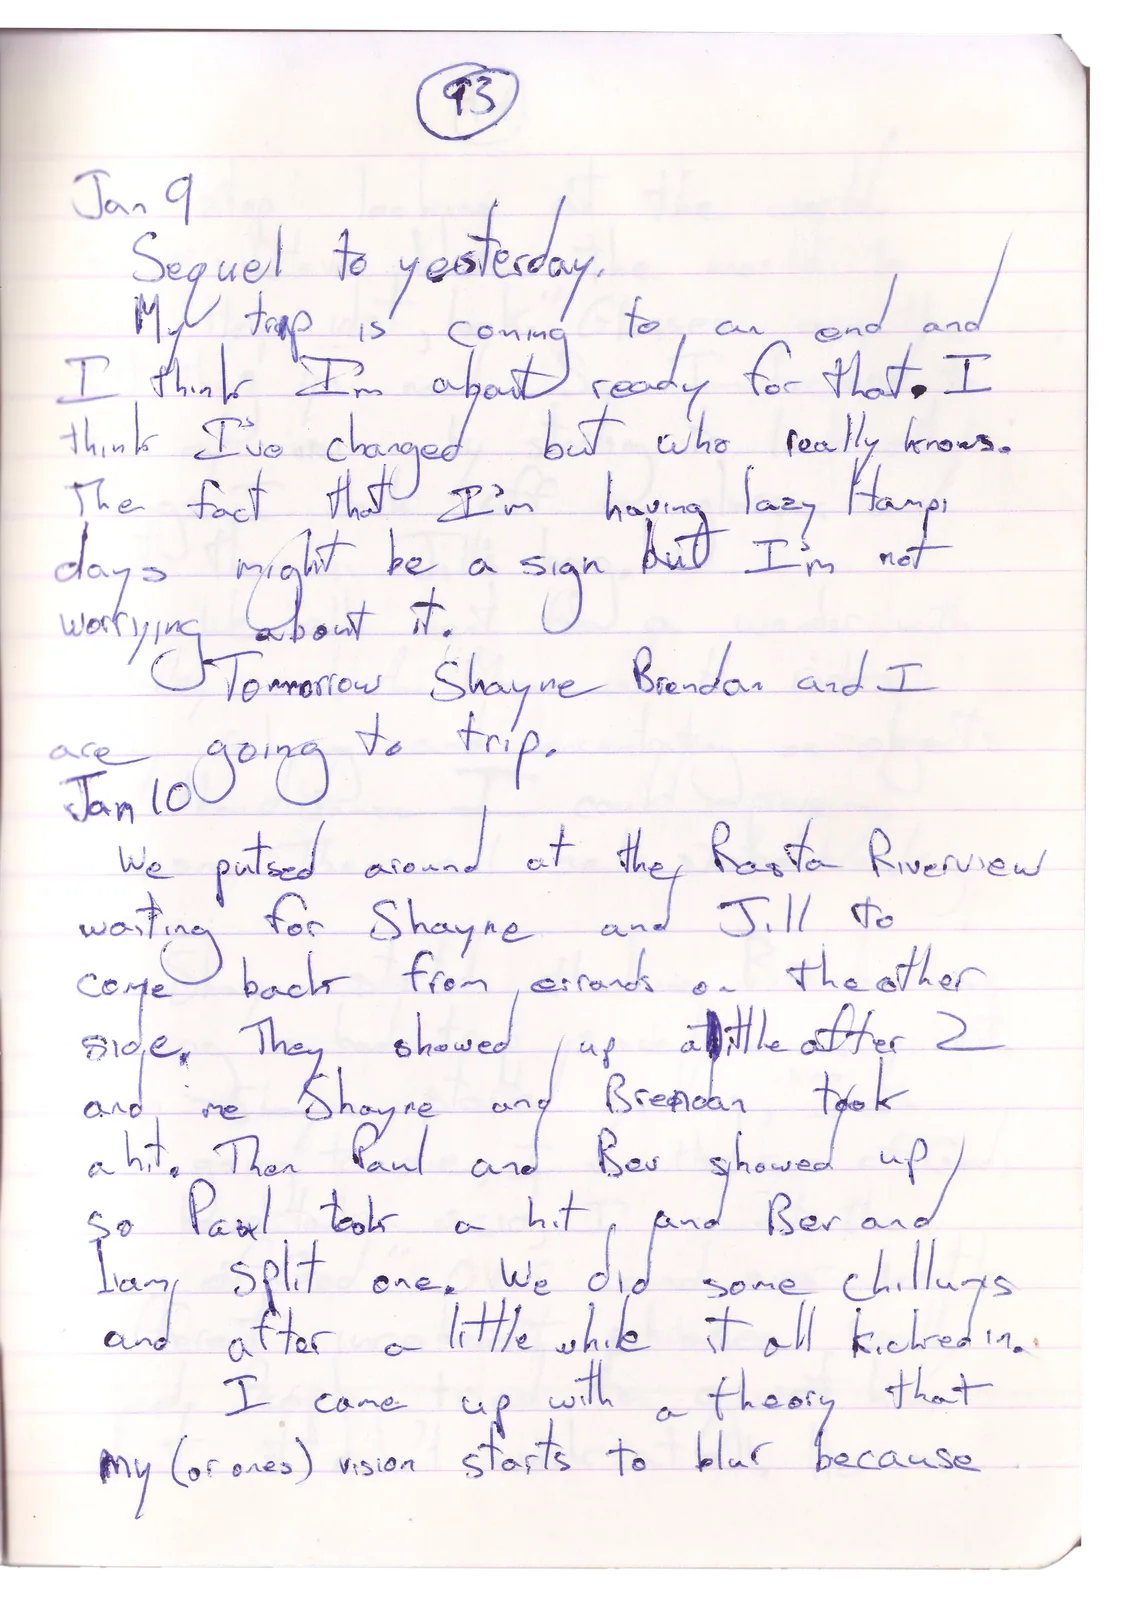 93
Jan 9
Sequel to yesterday.
My trip is coming to an end and
I think I'm about ready for that. I
think I've changed but who really knows.
The fact that I'm having lazy Hampi
days might be a sign but I'm not
worrying about it.
Tomorrow Shayne Brendan and I
are going to trip.
Jan 10
We putsed around at the Rasta Riverview
waiting for Shayne and Jill to
come back from errands on the other
side. They showed up a little after 2
and me Shayne and Brendan took
a hit. Then Paul and Bev showed up
so Paul took a hit, and Bev and
Liam split one. We did some chillums
and after a little while it all kicked in.
I came up with a theory that
my (or ones) vision starts to blur because